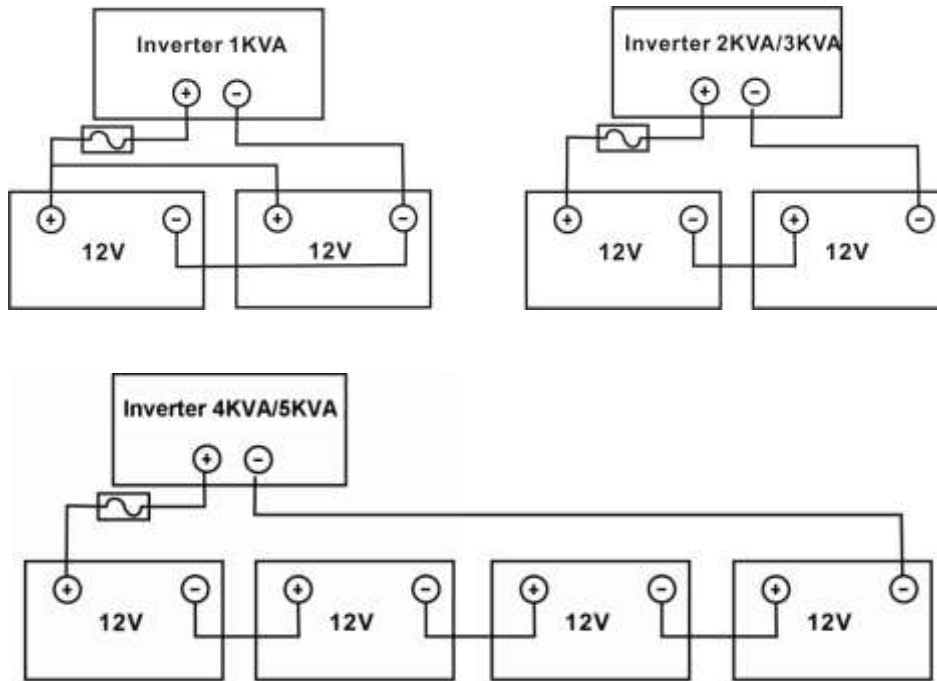 Inverter 1KVA
+ −
+ − + −
12V 12V
Inverter 2KVA/3KVA
+ −
+ − + −
12V 12V
Inverter 4KVA/5KVA
+ −
+ − + − + − + −
12V 12V 12V 12V